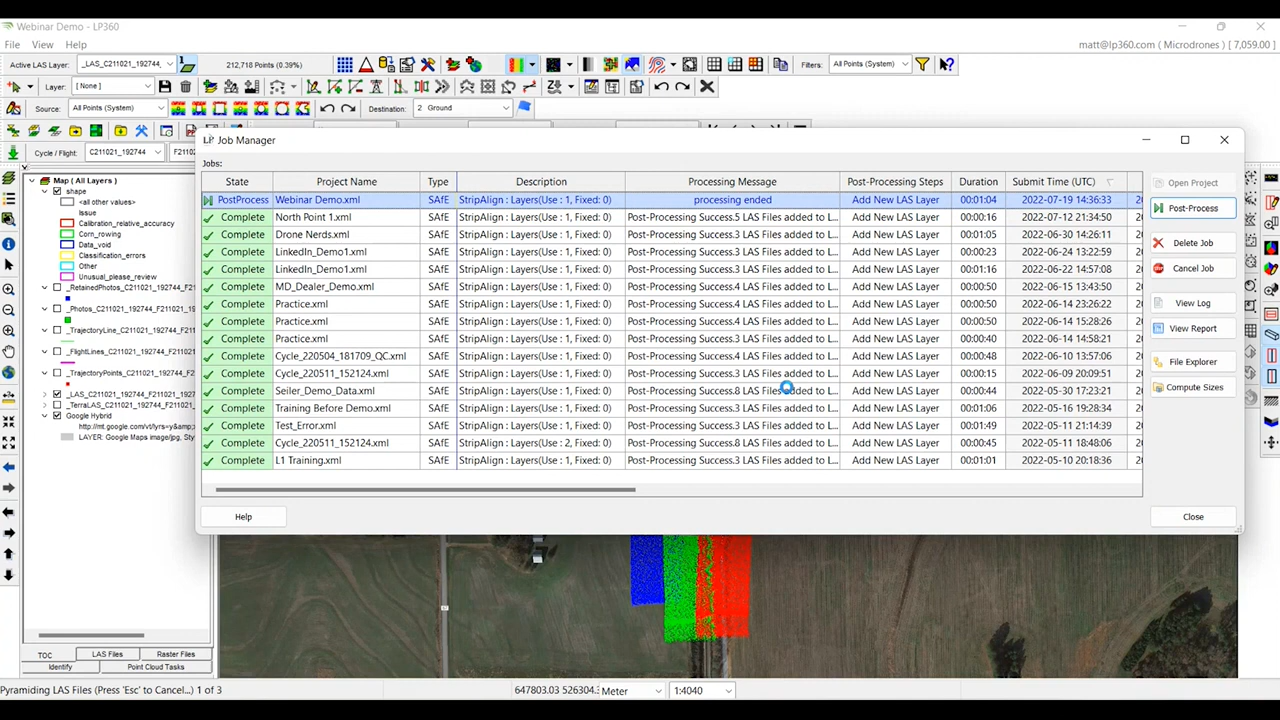 Webinar Demo - LP360
File View Help
matt@lp360.com ( Microdrones ) [ 7,059.00 ]
Active LAS Layer: _LAS_C211021_192744_ 212,718 Points (0.39%) Filters: All Points (System)
Layer: [ None ]
Source: All Points (System) Destination: 2 Ground
Cycle / Flight: C211021_192744
Job Manager
Jobs:
State Project Name Type Description Processing Message Post-Processing Steps Duration Submit Time (UTC)
PostProcess Webinar Demo.xml SAfE StripAlign : Layers(Use : 1, Fixed: 0) processing ended Add New LAS Layer 00:01:04 2022-07-19 14:36:33
Complete North Point 1.xml SAfE StripAlign : Layers(Use : 1, Fixed: 0) Post-Processing Success.5 LAS Files added to L... Add New LAS Layer 00:00:16 2022-07-12 21:34:50
Complete Drone Nerds.xml SAfE StripAlign : Layers(Use : 1, Fixed: 0) Post-Processing Success.3 LAS Files added to L... Add New LAS Layer 00:01:05 2022-06-30 14:26:11
Complete LinkedIn_Demo1.xml SAfE StripAlign : Layers(Use : 1, Fixed: 0) Post-Processing Success.3 LAS Files added to L... Add New LAS Layer 00:00:23 2022-06-24 13:22:59
Complete LinkedIn_Demo1.xml SAfE StripAlign : Layers(Use : 1, Fixed: 0) Post-Processing Success.3 LAS Files added to L... Add New LAS Layer 00:01:16 2022-06-22 14:57:08
Complete MD_Dealer_Demo.xml SAfE StripAlign : Layers(Use : 1, Fixed: 0) Post-Processing Success.4 LAS Files added to L... Add New LAS Layer 00:00:50 2022-06-15 13:43:50
Complete Practice.xml SAfE StripAlign : Layers(Use : 1, Fixed: 0) Post-Processing Success.4 LAS Files added to L... Add New LAS Layer 00:00:50 2022-06-14 23:26:22
Complete Practice.xml SAfE StripAlign : Layers(Use : 1, Fixed: 0) Post-Processing Success.4 LAS Files added to L... Add New LAS Layer 00:00:50 2022-06-14 15:28:26
Complete Practice.xml SAfE StripAlign : Layers(Use : 1, Fixed: 0) Post-Processing Success.3 LAS Files added to L... Add New LAS Layer 00:00:40 2022-06-14 14:58:21
Complete Cycle_220504_181709_QC.xml SAfE StripAlign : Layers(Use : 1, Fixed: 0) Post-Processing Success.4 LAS Files added to L... Add New LAS Layer 00:00:48 2022-06-10 13:57:06
Complete Cycle_220511_152124.xml SAfE StripAlign : Layers(Use : 1, Fixed: 0) Post-Processing Success.3 LAS Files added to L... Add New LAS Layer 00:00:15 2022-06-09 20:09:51
Complete Seiler_Demo_Data.xml SAfE StripAlign : Layers(Use : 1, Fixed: 0) Post-Processing Success.8 LAS Files added to L... Add New LAS Layer 00:00:44 2022-05-30 17:23:21
Complete Training Before Demo.xml SAfE StripAlign : Layers(Use : 1, Fixed: 0) Post-Processing Success.3 LAS Files added to L... Add New LAS Layer 00:01:06 2022-05-16 19:28:34
Complete Test_Error.xml SAfE StripAlign : Layers(Use : 1, Fixed: 0) Post-Processing Success.3 LAS Files added to L... Add New LAS Layer 00:01:49 2022-05-11 21:14:39
Complete Cycle_220511_152124.xml SAfE StripAlign : Layers(Use : 2, Fixed: 0) Post-Processing Success.8 LAS Files added to L... Add New LAS Layer 00:00:45 2022-05-11 18:48:06
Complete L1 Training.xml SAfE StripAlign : Layers(Use : 1, Fixed: 0) Post-Processing Success.3 LAS Files added to L... Add New LAS Layer 00:01:01 2022-05-10 20:18:36
Open Project
Post-Process
Delete Job
Cancel Job
View Log
View Report
File Explorer
Compute Sizes
Help
Close
Map ( All Layers )
shape
<all other values>
Issue
Calibration_relative_accuracy
Corn_rowing
Data_void
Classification_errors
Other
Unusual_please_review
_RetainedPhotos_C211021_192744_F211
_Photos_C211021_192744_F211021_
_TrajectoryLine_C211021_192744_F211
_FlightLines_C211021_192744_F21102
_TrajectoryPoints_C211021_192744_F2
_LAS_C211021_192744_F211021_19
_TerraLAS_C211021_192744_F21102
Google Hybrid
http://mt.google.com/vt/lyrs=y&amp;x
LAYER: Google Maps image/jpg, Sty
TOC LAS Files Raster Files
Identify Point Cloud Tasks
Pyramiding LAS Files (Press 'Esc' to Cancel...) 1 of 3 647803.03 526304. Meter 1:4040